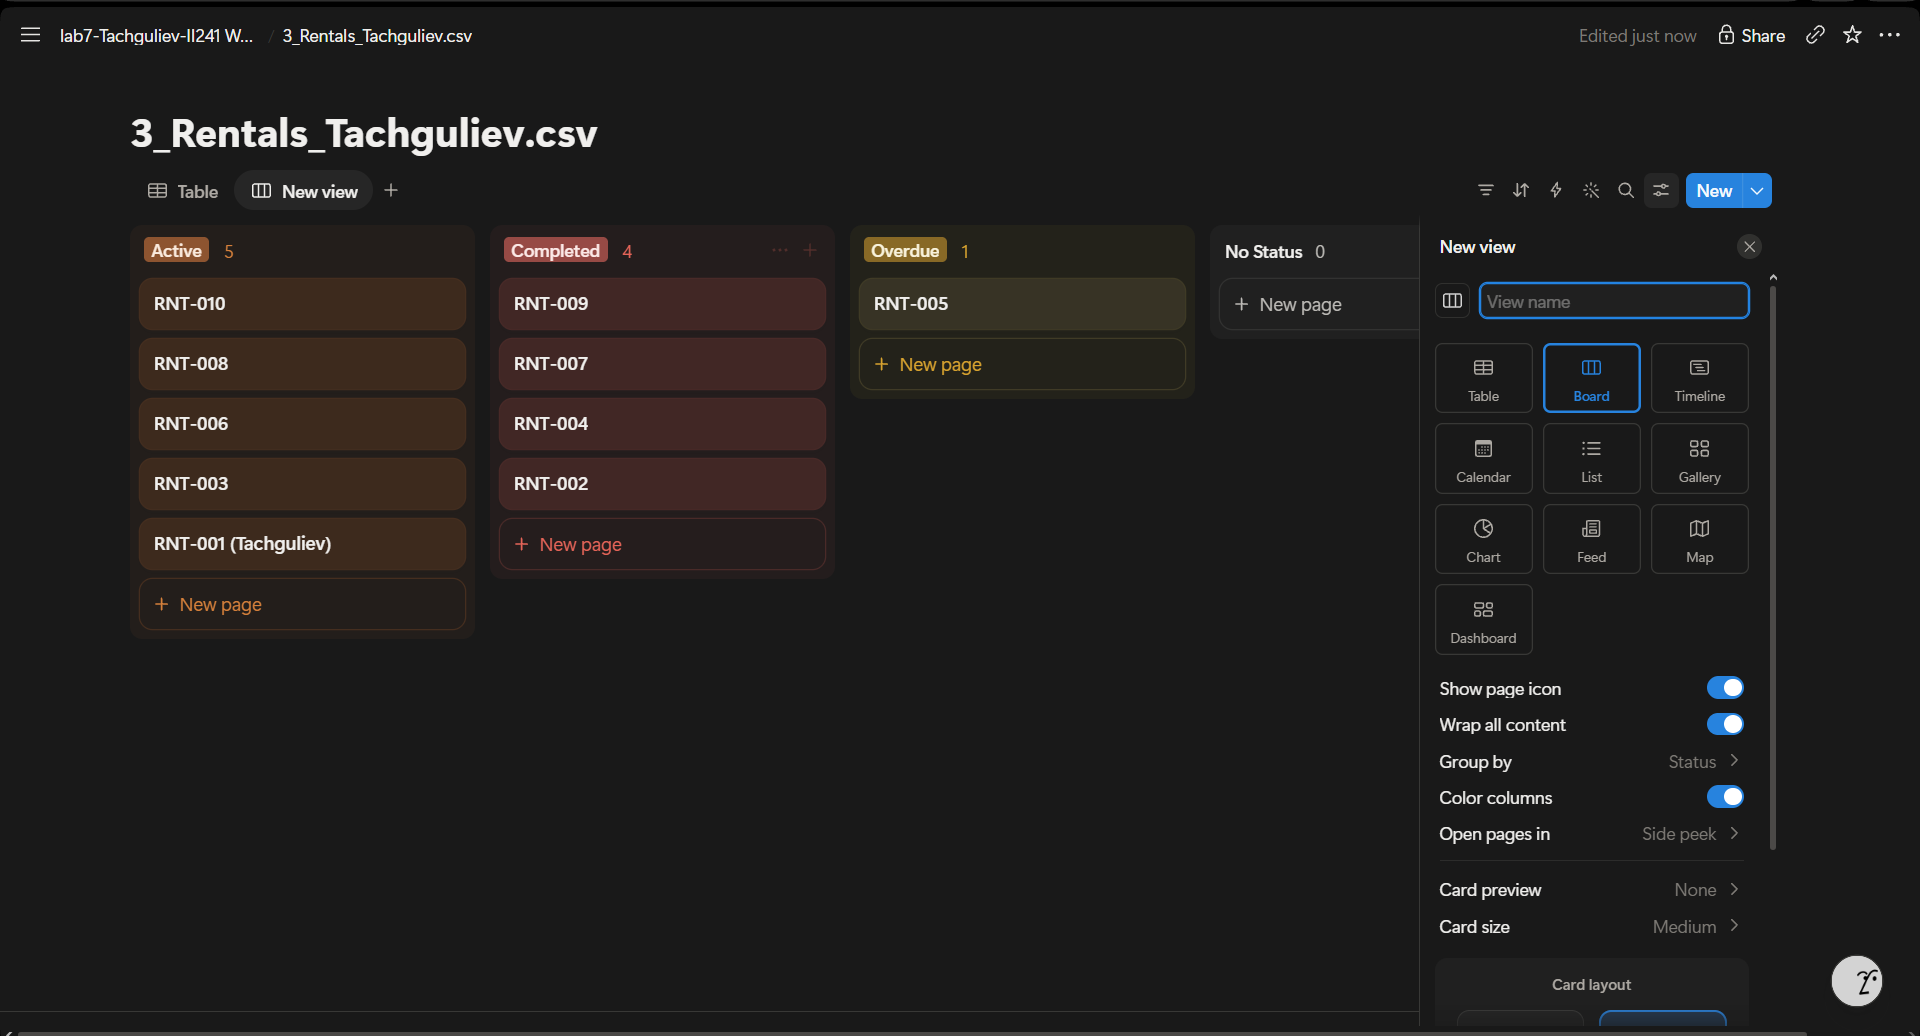 lab7-Tachguliev-II241 W... / 3_Rentals_Tachguliev.csv
Edited just now Share
3_Rentals_Tachguliev.csv
Table New view
New
Active 5
RNT-010
RNT-008
RNT-006
RNT-003
RNT-001 (Tachguliev)
+ New page
Completed 4
RNT-009
RNT-007
RNT-004
RNT-002
+ New page
Overdue 1
RNT-005
+ New page
No Status 0
+ New page
New view
View name
Table Board Timeline
Calendar List Gallery
Chart Feed Map
Dashboard
Show page icon
Wrap all content
Group by Status
Color columns
Open pages in Side peek
Card preview None
Card size Medium
Card layout